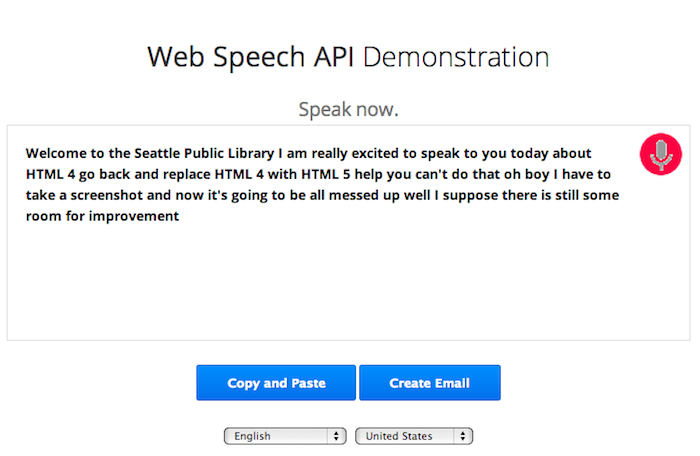 Web Speech API Demonstration
Speak now.
Welcome to the Seattle Public Library I am really excited to speak to you today about
HTML 4 go back and replace HTML 4 with HTML 5 help you can't do that oh boy I have to
take a screenshot and now it's going to be all messed up well I suppose there is still some
room for improvement
Copy and Paste Create Email
English United States